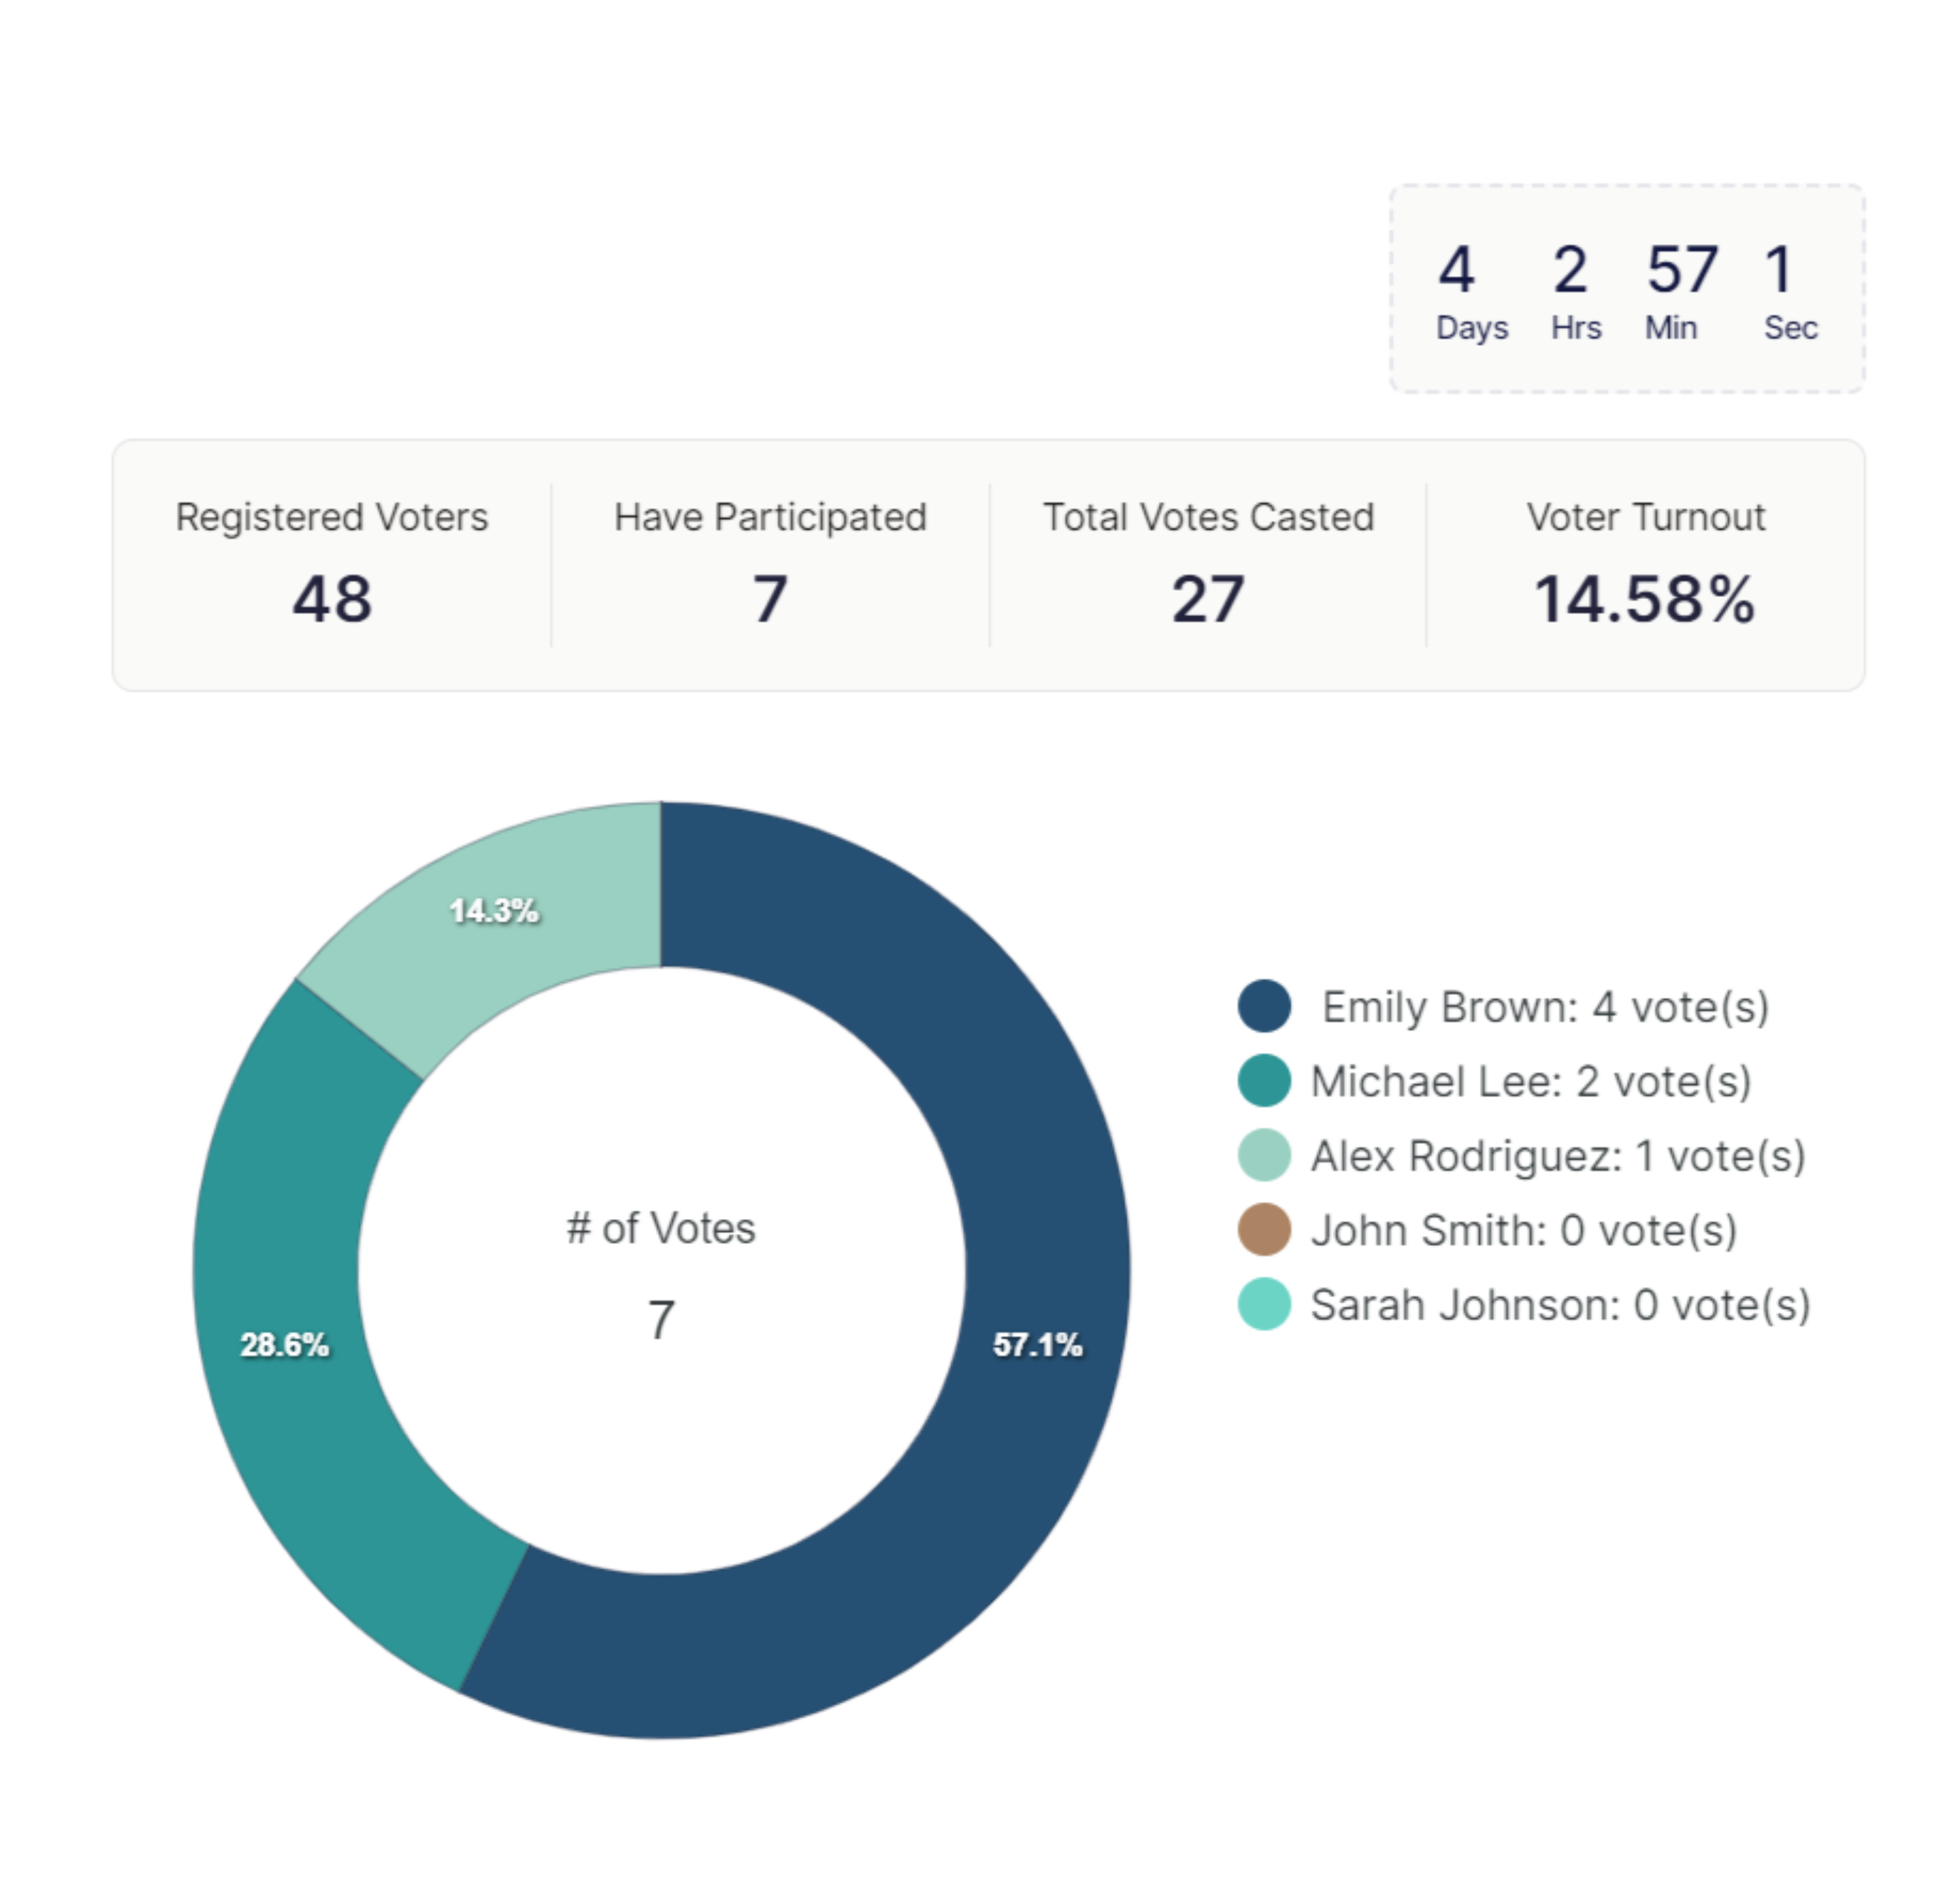 4 2 57 1
Days Hrs Min Sec
Registered Voters Have Participated Total Votes Casted Voter Turnout
48 7 27 14.58%
14.3%
28.6%
57.1%
# of Votes
7
Emily Brown: 4 vote(s)
Michael Lee: 2 vote(s)
Alex Rodriguez: 1 vote(s)
John Smith: 0 vote(s)
Sarah Johnson: 0 vote(s)